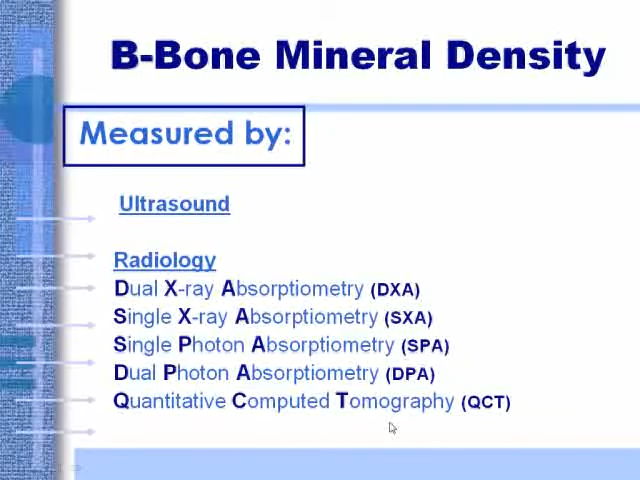 B-Bone Mineral Density
Measured by:
Ultrasound
Radiology
Dual X-ray Absorptiometry (DXA)
Single X-ray Absorptiometry (SXA)
Single Photon Absorptiometry (SPA)
Dual Photon Absorptiometry (DPA)
Quantitative Computed Tomography (QCT)